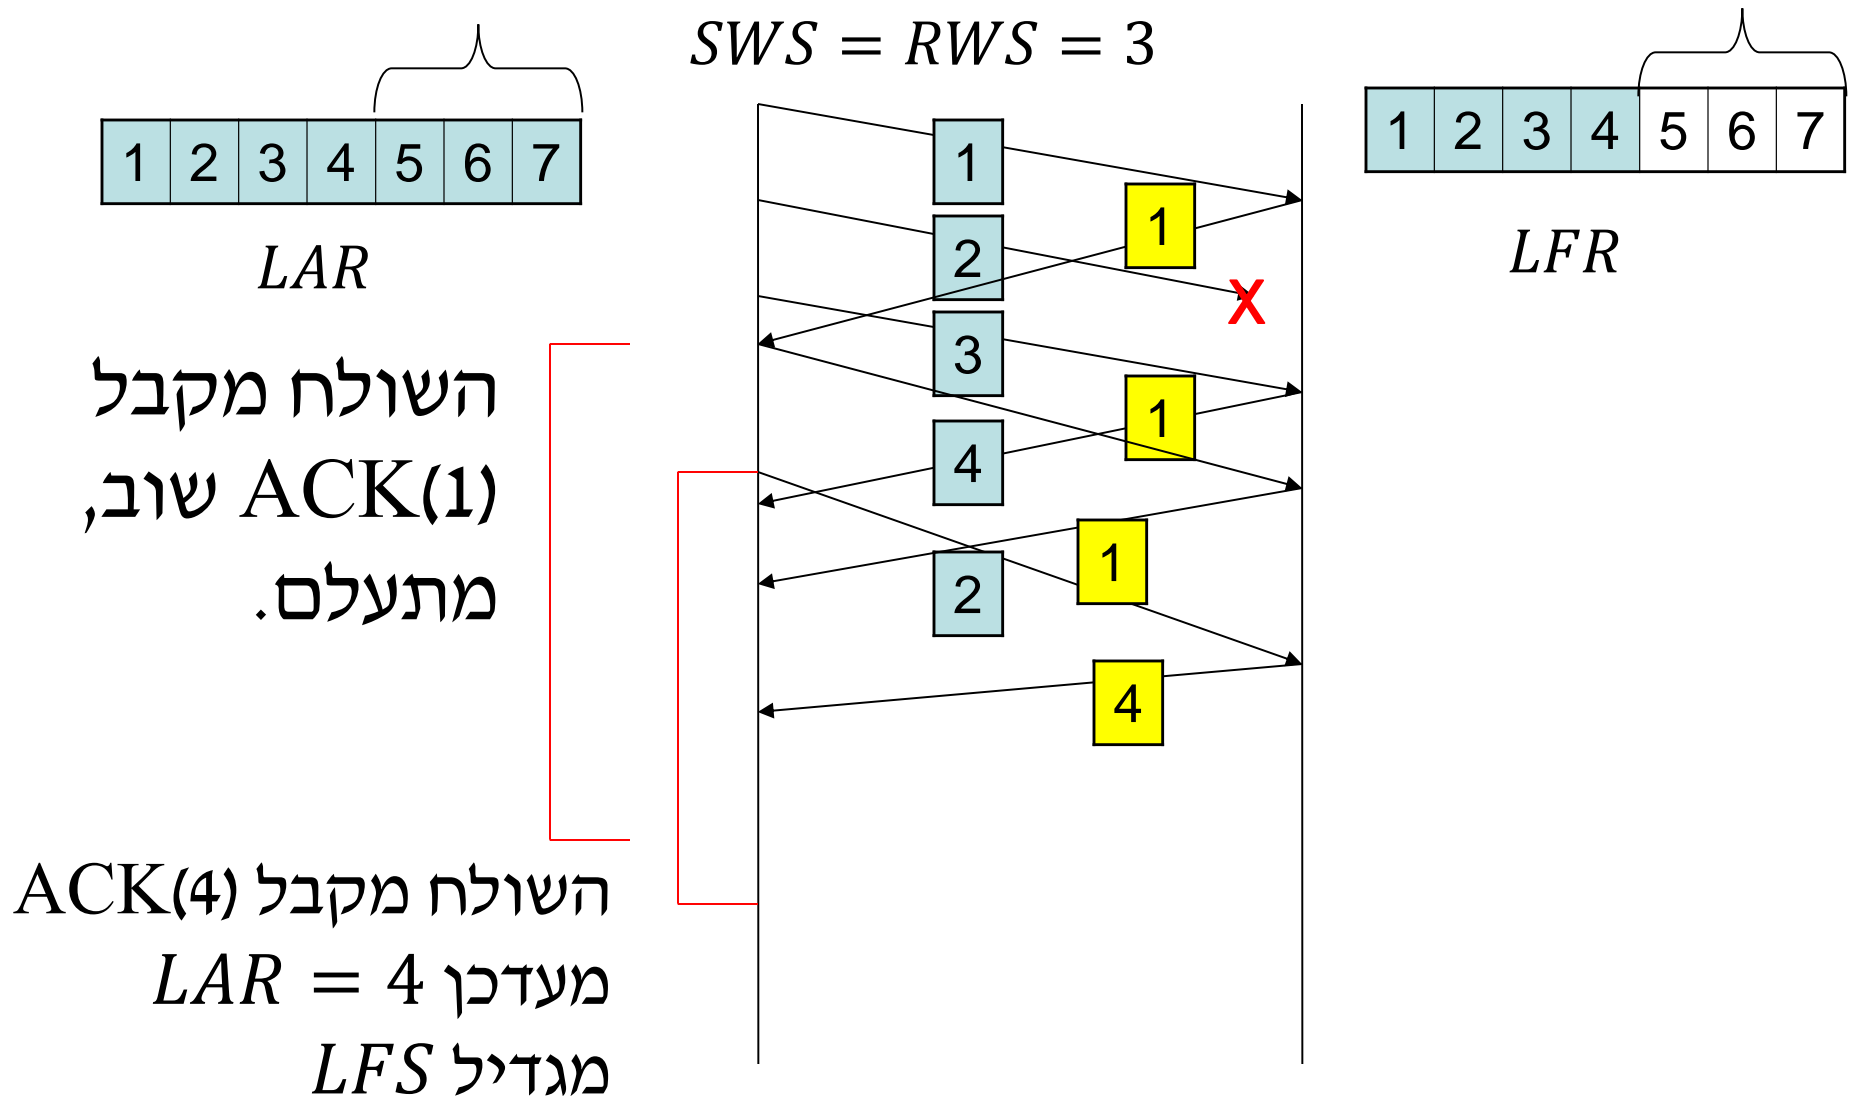 SWS = RWS = 3
1 2 3 4 5 6 7
LAR
1 2 3 4 5 6 7
LFR
1
1
2
X
3
1
4
1
2
4
השולח מקבל
ACK(1) שוב,
מתעלם.
השולח מקבל ACK(4)
מעדכן LAR = 4
מגדיל LFS